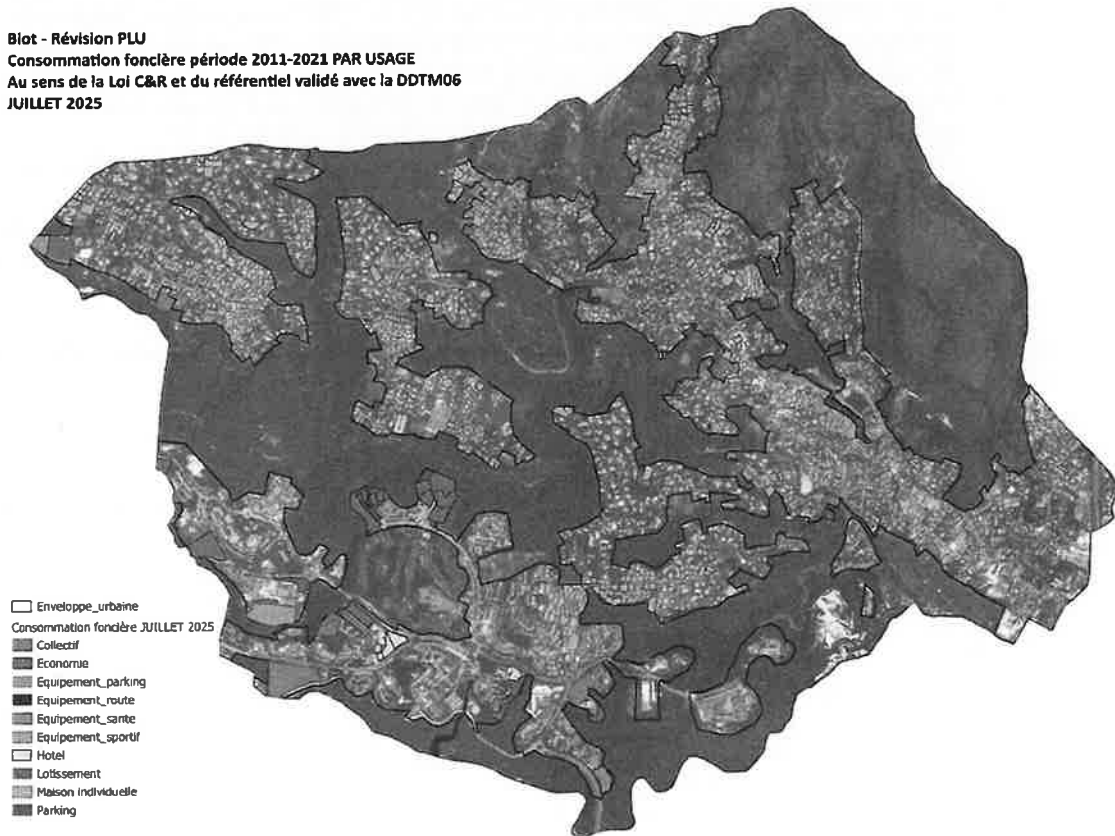 Biot - Révision PLU
Consommation foncière période 2011-2021 PAR USAGE
Au sens de la Loi C&R et du référentiel validé avec la DDTM06
JUILLET 2025
Enveloppe_urbaine
Consommation foncière JUILLET 2025
Collectif
Economie
Equipement_parking
Equipement_route
Equipement_sante
Equipement_sportif
Hotel
Lotissement
Maison individuelle
Parking